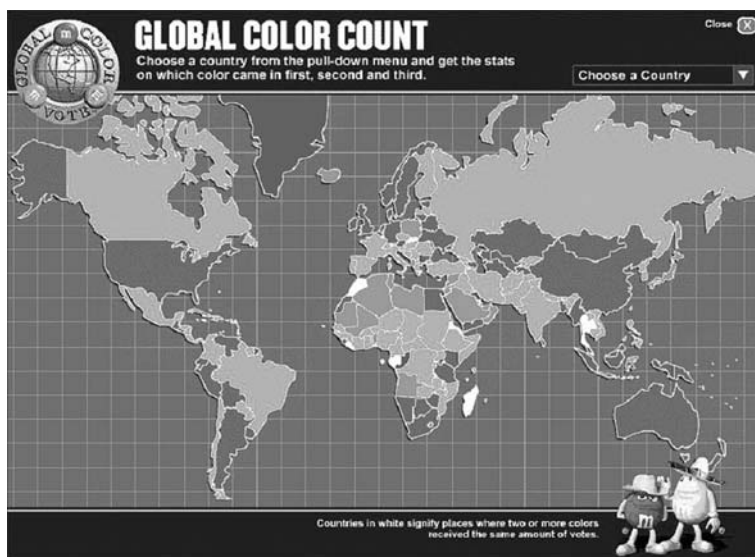 GLOBAL COLOR VOTE
m
GLOBAL COLOR COUNT
Close X
Choose a country from the pull-down menu and get the stats
on which color came in first, second and third.
Choose a Country
m
Countries in white signify places where two or more colors
received the same amount of votes.